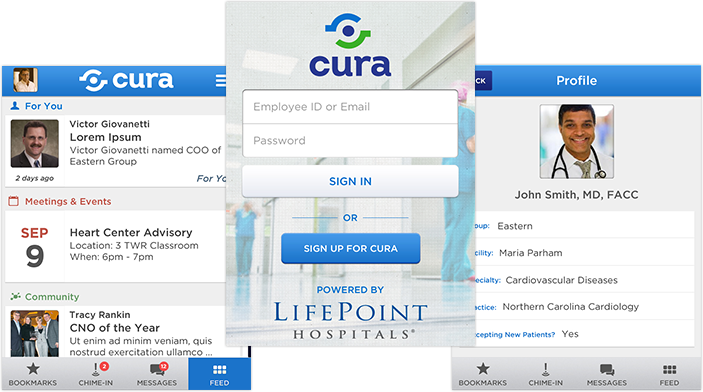 cura
For You
Victor Giovanetti
Lorem Ipsum
Victor Giovanetti named COO of
Eastern Group
2 days ago
For Yo
Meetings & Events
SEP
9
Heart Center Advisory
Location: 3 TWR Classroom
When: 6pm - 7pm
Community
Tracy Rankin
CNO of the Year
Ut enim ad minim veniam, quis
nostrud exercitation ullamco ...
2
12
BOOKMARKS
CHIME-IN
MESSAGES
FEED
cura
Employee ID or Email
Password
SIGN IN
OR
SIGN UP FOR CURA
POWERED BY
LIFEPOINT
HOSPITALS®
CK
Profile
John Smith, MD, FACC
oup: Eastern
cility: Maria Parham
ecialty: Cardiovascular Diseases
actice: Northern Carolina Cardiology
ccepting New Patients? Yes
BOOKMARKS
CHIME-IN
MESSAGES
FEED